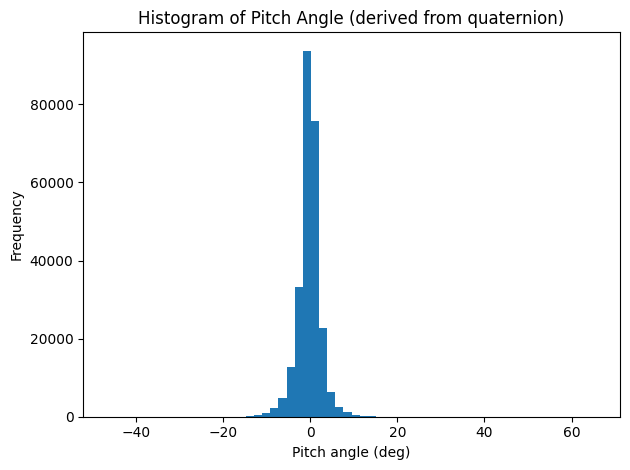 Histogram of Pitch Angle (derived from quaternion)
80000
60000
40000
20000
0
Frequency
−40 −20 0 20 40 60
Pitch angle (deg)